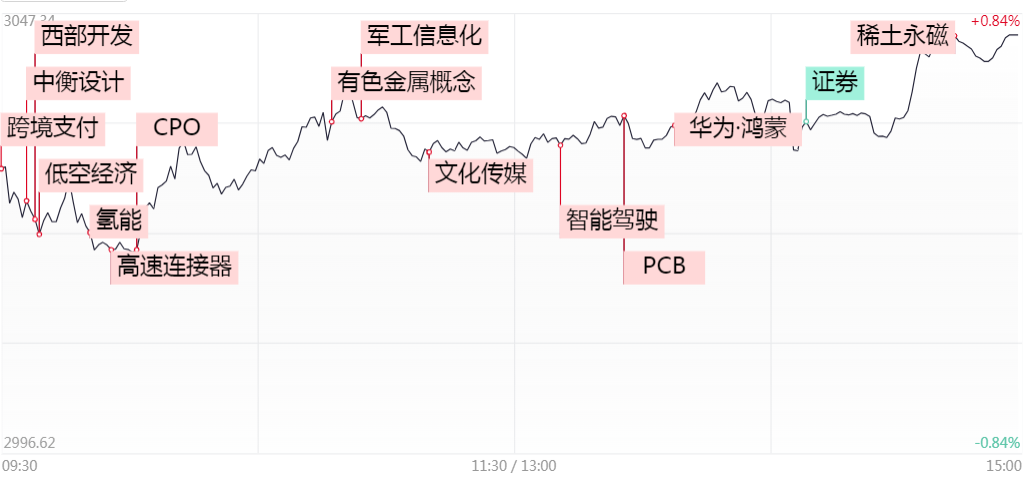 3047.34
+0.84%
西部开发
军工信息化
稀土永磁
中衡设计
有色金属概念
证券
跨境支付
CPO
华为·鸿蒙
低空经济
文化传媒
氢能
智能驾驶
高速连接器
PCB
2996.62
-0.84%
09:30
11:30 / 13:00
15:00